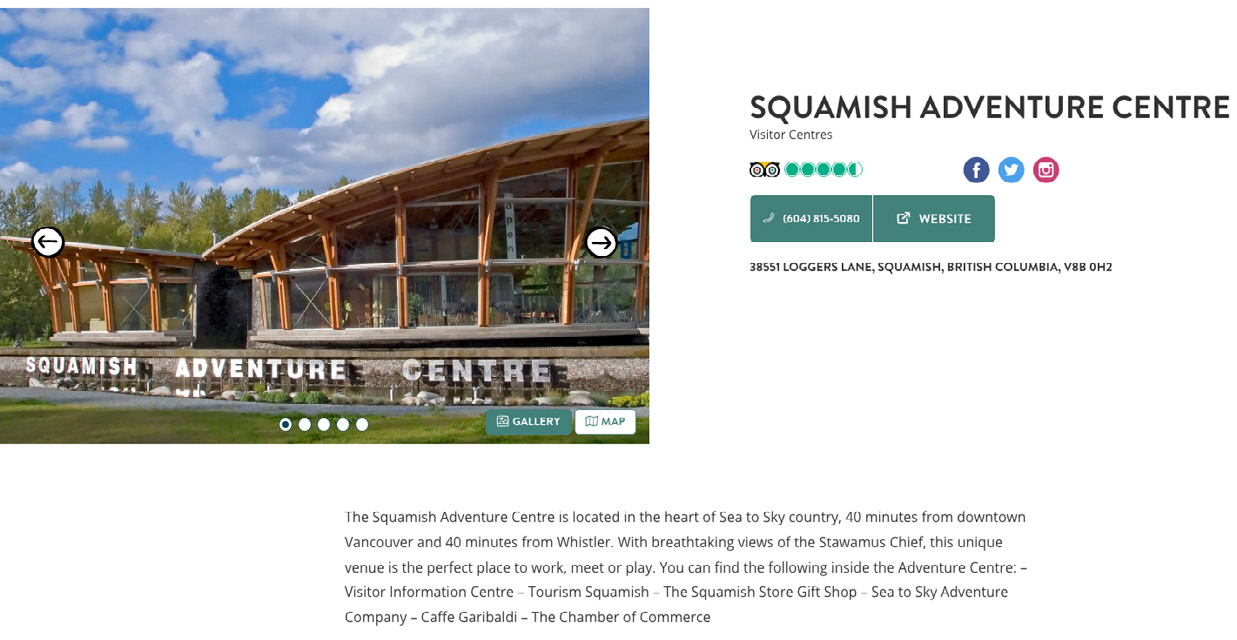 SQUAMISH ADVENTURE CENTRE
GALLERY
MAP
SQUAMISH ADVENTURE CENTRE
Visitor Centres
(604) 815-5080
WEBSITE
38551 LOGGERS LANE, SQUAMISH, BRITISH COLUMBIA, V8B 0H2
The Squamish Adventure Centre is located in the heart of Sea to Sky country, 40 minutes from downtown
Vancouver and 40 minutes from Whistler. With breathtaking views of the Stawamus Chief, this unique
venue is the perfect place to work, meet or play. You can find the following inside the Adventure Centre: –
Visitor Information Centre – Tourism Squamish – The Squamish Store Gift Shop – Sea to Sky Adventure
Company – Caffe Garibaldi – The Chamber of Commerce